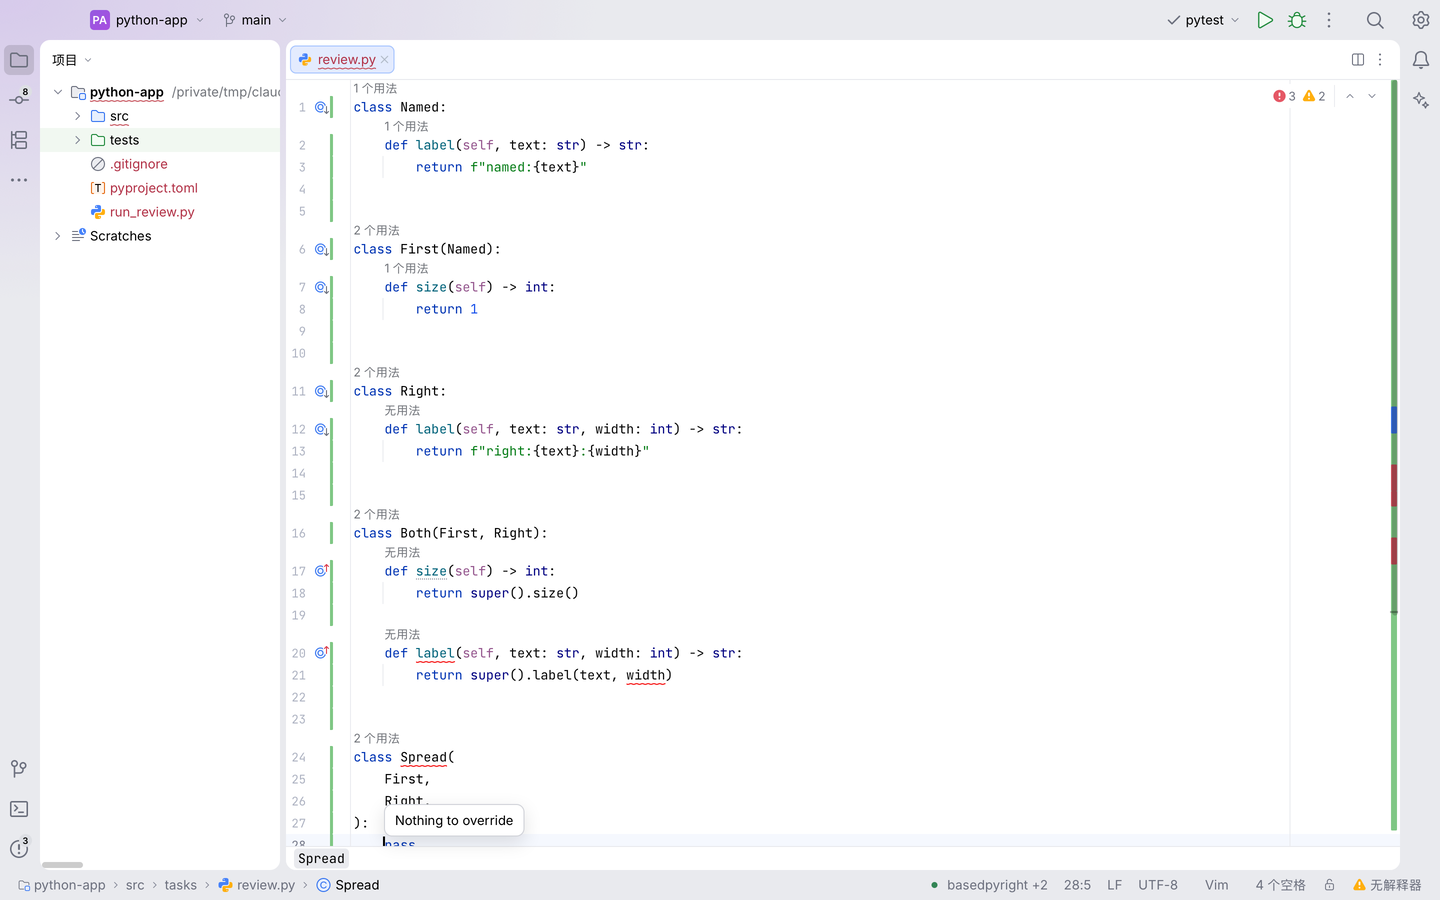 PA python-app main pytest
项目
python-app /private/tmp/clauc
src
tests
.gitignore
[T] pyproject.toml
run_review.py
Scratches
8
3
review.py
3 2
1 个用法
1 class Named:
1 个用法
2 def label(self, text: str) -> str:
3 return f"named:{text}"
4
5
2 个用法
6 class First(Named):
1 个用法
7 def size(self) -> int:
8 return 1
9
10
2 个用法
11 class Right:
无用法
12 def label(self, text: str, width: int) -> str:
13 return f"right:{text}:{width}"
14
15
2 个用法
16 class Both(First, Right):
无用法
17 def size(self) -> int:
18 return super().size()
19
无用法
20 def label(self, text: str, width: int) -> str:
21 return super().label(text, width)
22
23
2 个用法
24 class Spread(
25 First,
26 Right,
27 ):
Nothing to override
28 pass
Spread
python-app src tasks review.py Spread basedpyright +2 28:5 LF UTF-8 Vim 4 个空格 无解释器